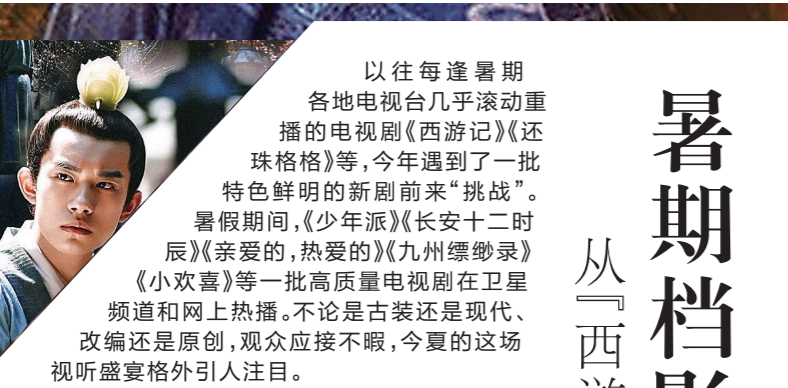 以往每逢暑期
各地电视台几乎滚动重
播的电视剧《西游记》《还
珠格格》等,今年遇到了一批
特色鲜明的新剧前来“挑战”。
暑假期间,《少年派》《长安十二时
辰》《亲爱的,热爱的》《九州缥缈录》
《小欢喜》等一批高质量电视剧在卫星
频道和网上热播。不论是古装还是现代、
改编还是原创,观众应接不暇,今夏的这场
视听盛宴格外引人注目。
暑期档影
从『西游